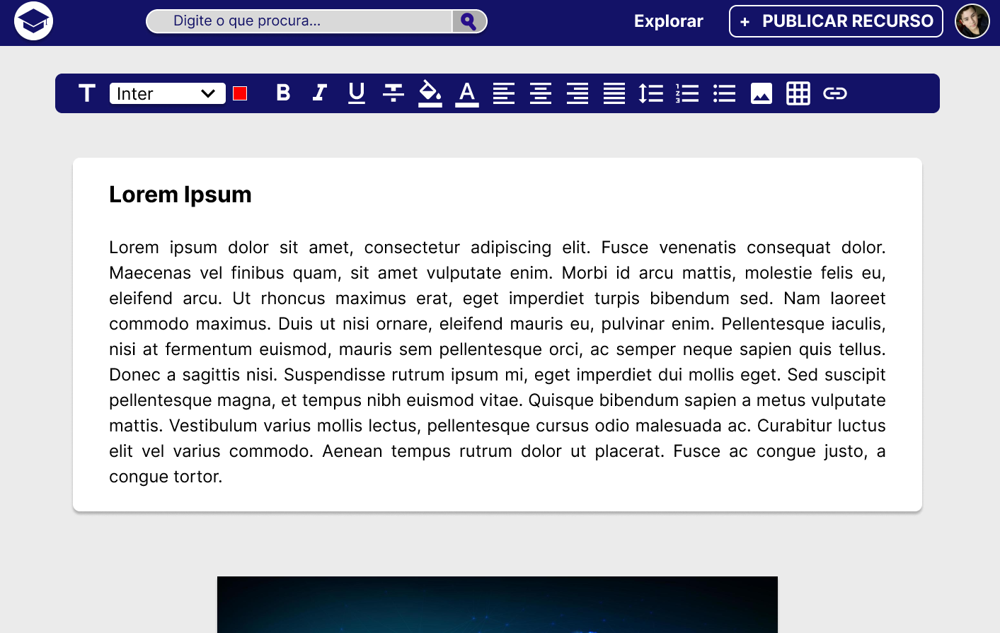 Digite o que procura...
Explorar
+ PUBLICAR RECURSO
T
Inter
B
I
U
T
A
1
2
3
Lorem Ipsum
Lorem ipsum dolor sit amet, consectetur adipiscing elit. Fusce venenatis consequat dolor.
Maecenas vel finibus quam, sit amet vulputate enim. Morbi id arcu mattis, molestie felis eu,
eleifend arcu. Ut rhoncus maximus erat, eget imperdiet turpis bibendum sed. Nam laoreet
commodo maximus. Duis ut nisi ornare, eleifend mauris eu, pulvinar enim. Pellentesque iaculis,
nisi at fermentum euismod, mauris sem pellentesque orci, ac semper neque sapien quis tellus.
Donec a sagittis nisi. Suspendisse rutrum ipsum mi, eget imperdiet dui mollis eget. Sed suscipit
pellentesque magna, et tempus nibh euismod vitae. Quisque bibendum sapien a metus vulputate
mattis. Vestibulum varius mollis lectus, pellentesque cursus odio malesuada ac. Curabitur luctus
elit vel varius commodo. Aenean tempus rutrum dolor ut placerat. Fusce ac congue justo, a
congue tortor.